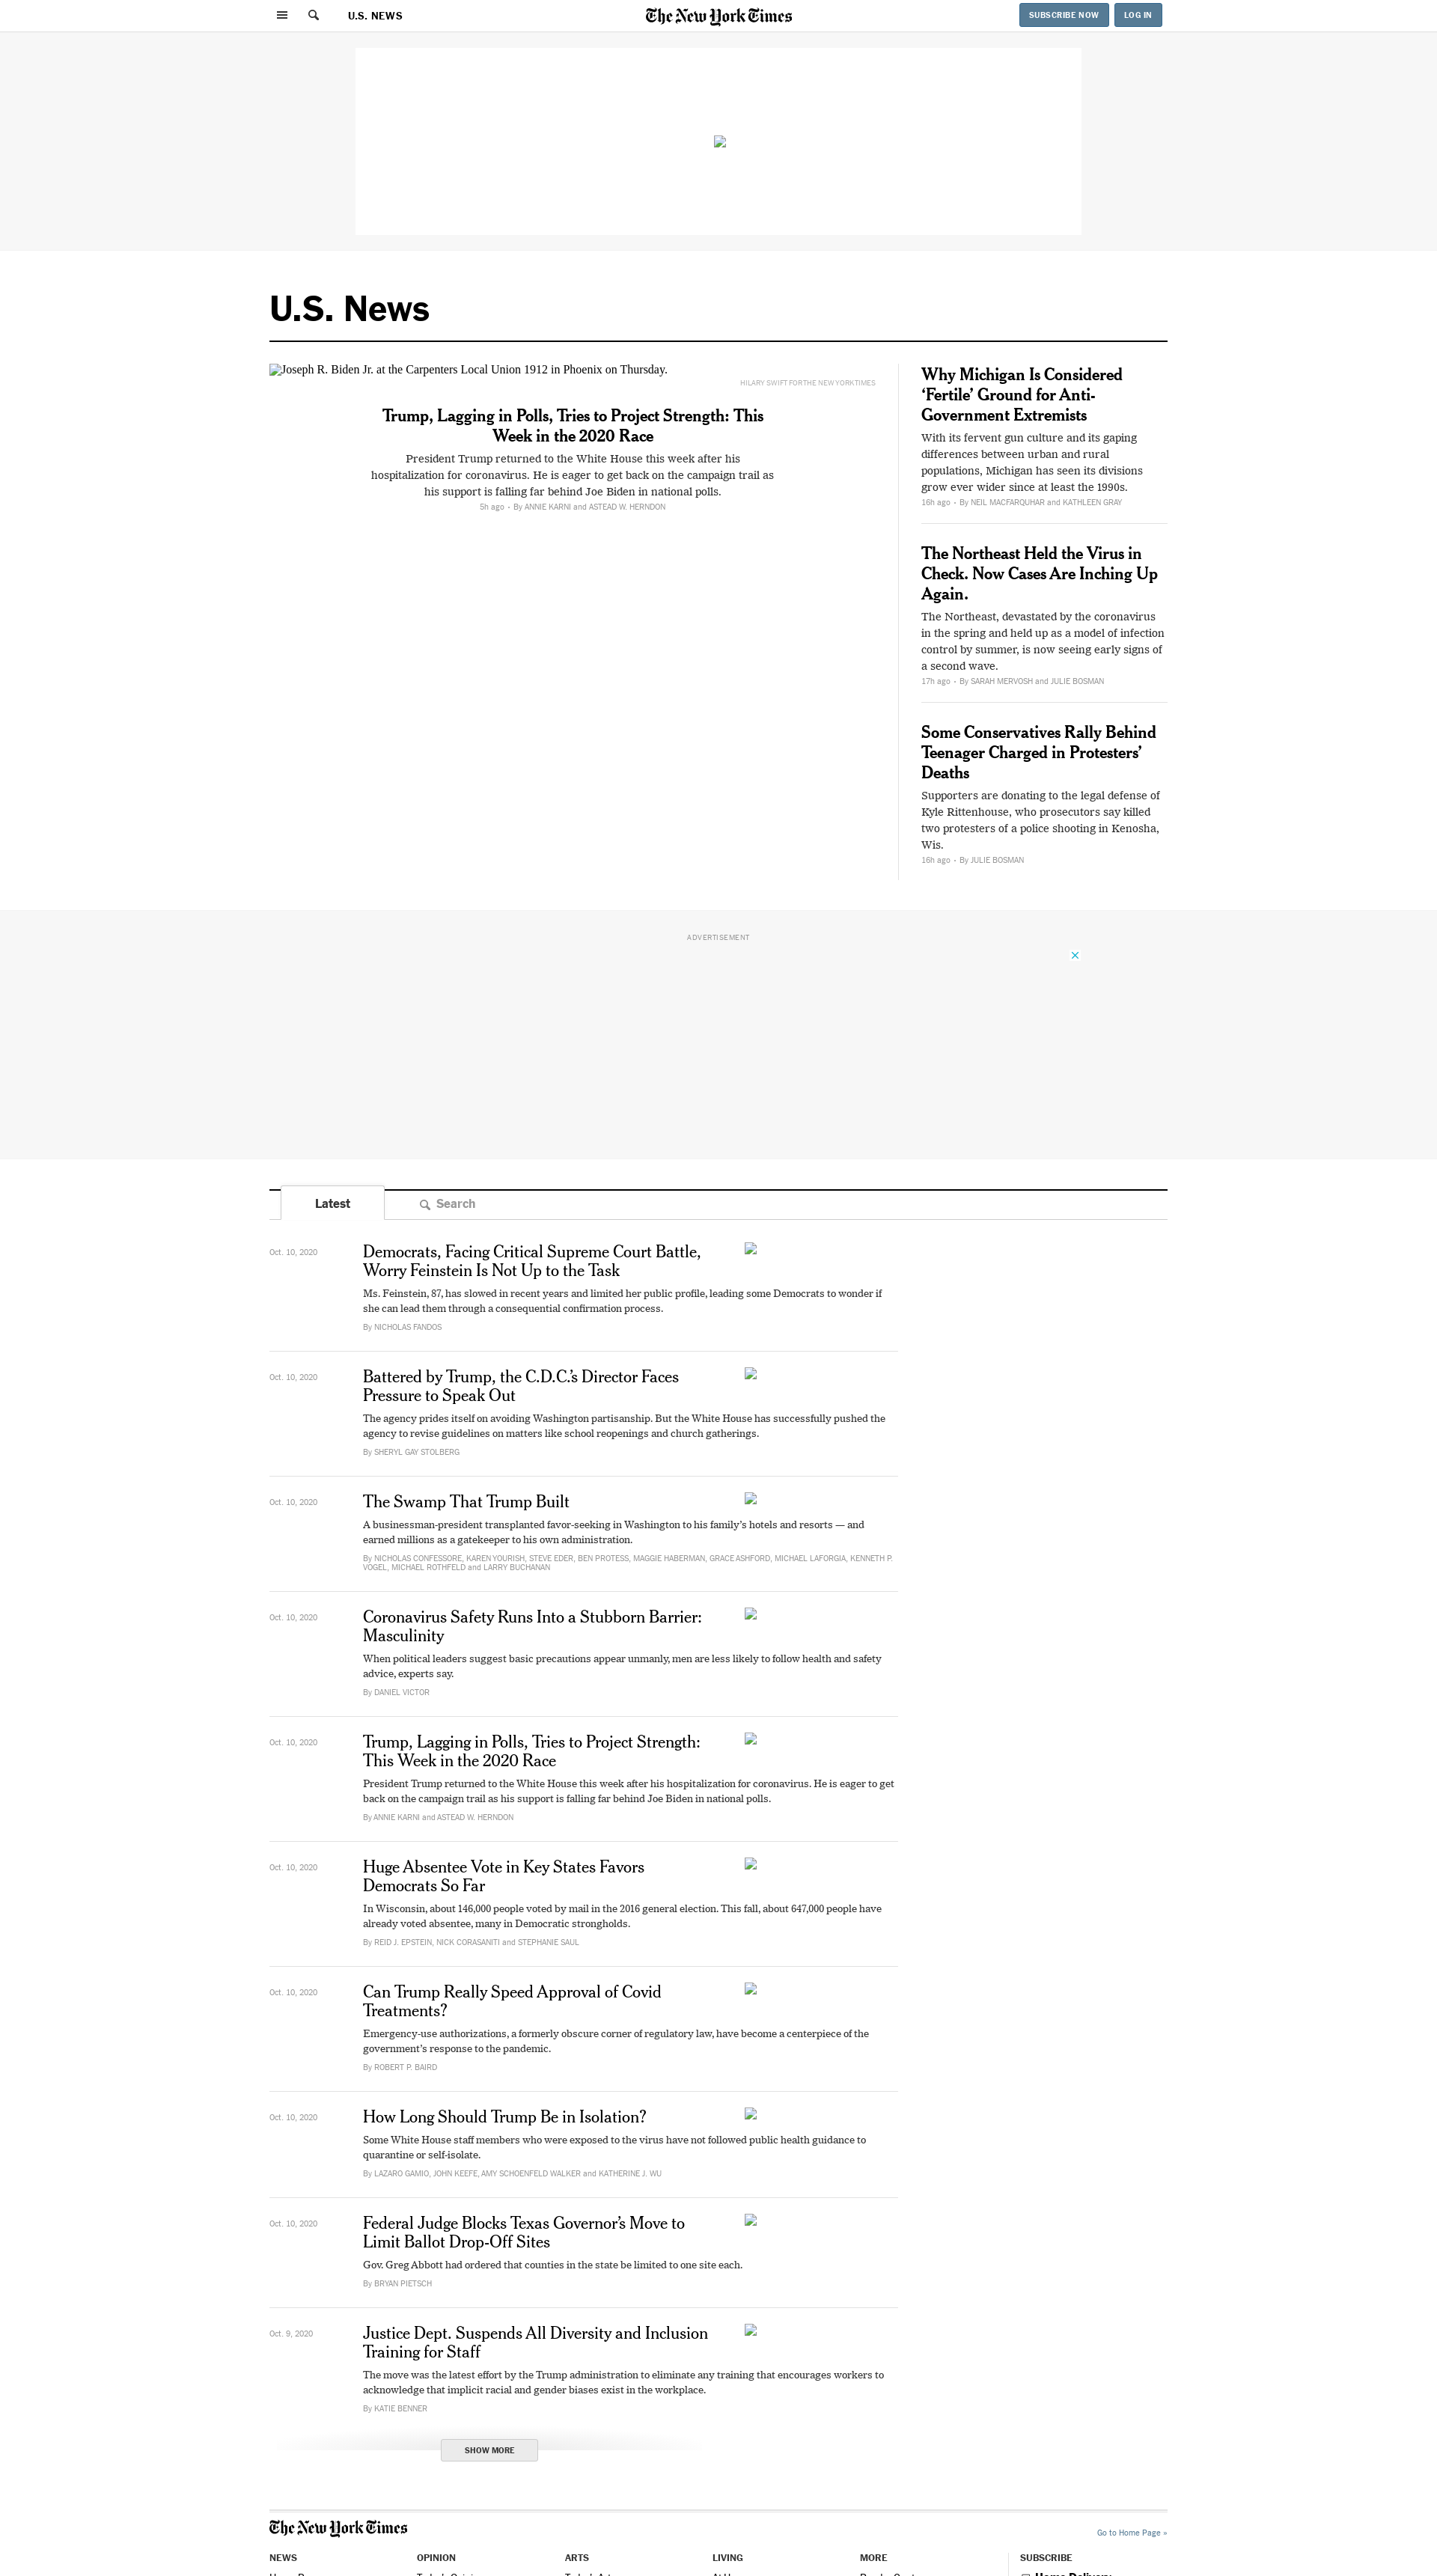 U.S. NEWS
The New York Times
SUBSCRIBE NOW
LOG IN
U.S. News
Joseph R. Biden Jr. at the Carpenters Local Union 1912 in Phoenix on Thursday.
HILARY SWIFT FOR THE NEW YORK TIMES
Trump, Lagging in Polls, Tries to Project Strength: This
Week in the 2020 Race
President Trump returned to the White House this week after his
hospitalization for coronavirus. He is eager to get back on the campaign trail as
his support is falling far behind Joe Biden in national polls.
5h ago • By ANNIE KARNI and ASTEAD W. HERNDON
Why Michigan Is Considered
‘Fertile’ Ground for Anti-
Government Extremists
With its fervent gun culture and its gaping
differences between urban and rural
populations, Michigan has seen its divisions
grow ever wider since at least the 1990s.
16h ago • By NEIL MACFARQUHAR and KATHLEEN GRAY
The Northeast Held the Virus in
Check. Now Cases Are Inching Up
Again.
The Northeast, devastated by the coronavirus
in the spring and held up as a model of infection
control by summer, is now seeing early signs of
a second wave.
17h ago • By SARAH MERVOSH and JULIE BOSMAN
Some Conservatives Rally Behind
Teenager Charged in Protesters’
Deaths
Supporters are donating to the legal defense of
Kyle Rittenhouse, who prosecutors say killed
two protesters of a police shooting in Kenosha,
Wis.
16h ago • By JULIE BOSMAN
ADVERTISEMENT
Latest
Search
Oct. 10, 2020
Democrats, Facing Critical Supreme Court Battle,
Worry Feinstein Is Not Up to the Task
Ms. Feinstein, 87, has slowed in recent years and limited her public profile, leading some Democrats to wonder if
she can lead them through a consequential confirmation process.
By NICHOLAS FANDOS
Oct. 10, 2020
Battered by Trump, the C.D.C.’s Director Faces
Pressure to Speak Out
The agency prides itself on avoiding Washington partisanship. But the White House has successfully pushed the
agency to revise guidelines on matters like school reopenings and church gatherings.
By SHERYL GAY STOLBERG
Oct. 10, 2020
The Swamp That Trump Built
A businessman-president transplanted favor-seeking in Washington to his family’s hotels and resorts — and
earned millions as a gatekeeper to his own administration.
By NICHOLAS CONFESSORE, KAREN YOURISH, STEVE EDER, BEN PROTESS, MAGGIE HABERMAN, GRACE ASHFORD, MICHAEL LAFORGIA, KENNETH P.
VOGEL, MICHAEL ROTHFELD and LARRY BUCHANAN
Oct. 10, 2020
Coronavirus Safety Runs Into a Stubborn Barrier:
Masculinity
When political leaders suggest basic precautions appear unmanly, men are less likely to follow health and safety
advice, experts say.
By DANIEL VICTOR
Oct. 10, 2020
Trump, Lagging in Polls, Tries to Project Strength:
This Week in the 2020 Race
President Trump returned to the White House this week after his hospitalization for coronavirus. He is eager to get
back on the campaign trail as his support is falling far behind Joe Biden in national polls.
By ANNIE KARNI and ASTEAD W. HERNDON
Oct. 10, 2020
Huge Absentee Vote in Key States Favors
Democrats So Far
In Wisconsin, about 146,000 people voted by mail in the 2016 general election. This fall, about 647,000 people have
already voted absentee, many in Democratic strongholds.
By REID J. EPSTEIN, NICK CORASANITI and STEPHANIE SAUL
Oct. 10, 2020
Can Trump Really Speed Approval of Covid
Treatments?
Emergency-use authorizations, a formerly obscure corner of regulatory law, have become a centerpiece of the
government’s response to the pandemic.
By ROBERT P. BAIRD
Oct. 10, 2020
How Long Should Trump Be in Isolation?
Some White House staff members who were exposed to the virus have not followed public health guidance to
quarantine or self-isolate.
By LAZARO GAMIO, JOHN KEEFE, AMY SCHOENFELD WALKER and KATHERINE J. WU
Oct. 10, 2020
Federal Judge Blocks Texas Governor’s Move to
Limit Ballot Drop-Off Sites
Gov. Greg Abbott had ordered that counties in the state be limited to one site each.
By BRYAN PIETSCH
Oct. 9, 2020
Justice Dept. Suspends All Diversity and Inclusion
Training for Staff
The move was the latest effort by the Trump administration to eliminate any training that encourages workers to
acknowledge that implicit racial and gender biases exist in the workplace.
By KATIE BENNER
SHOW MORE
The New York Times
Go to Home Page »
NEWS
OPINION
ARTS
LIVING
MORE
SUBSCRIBE